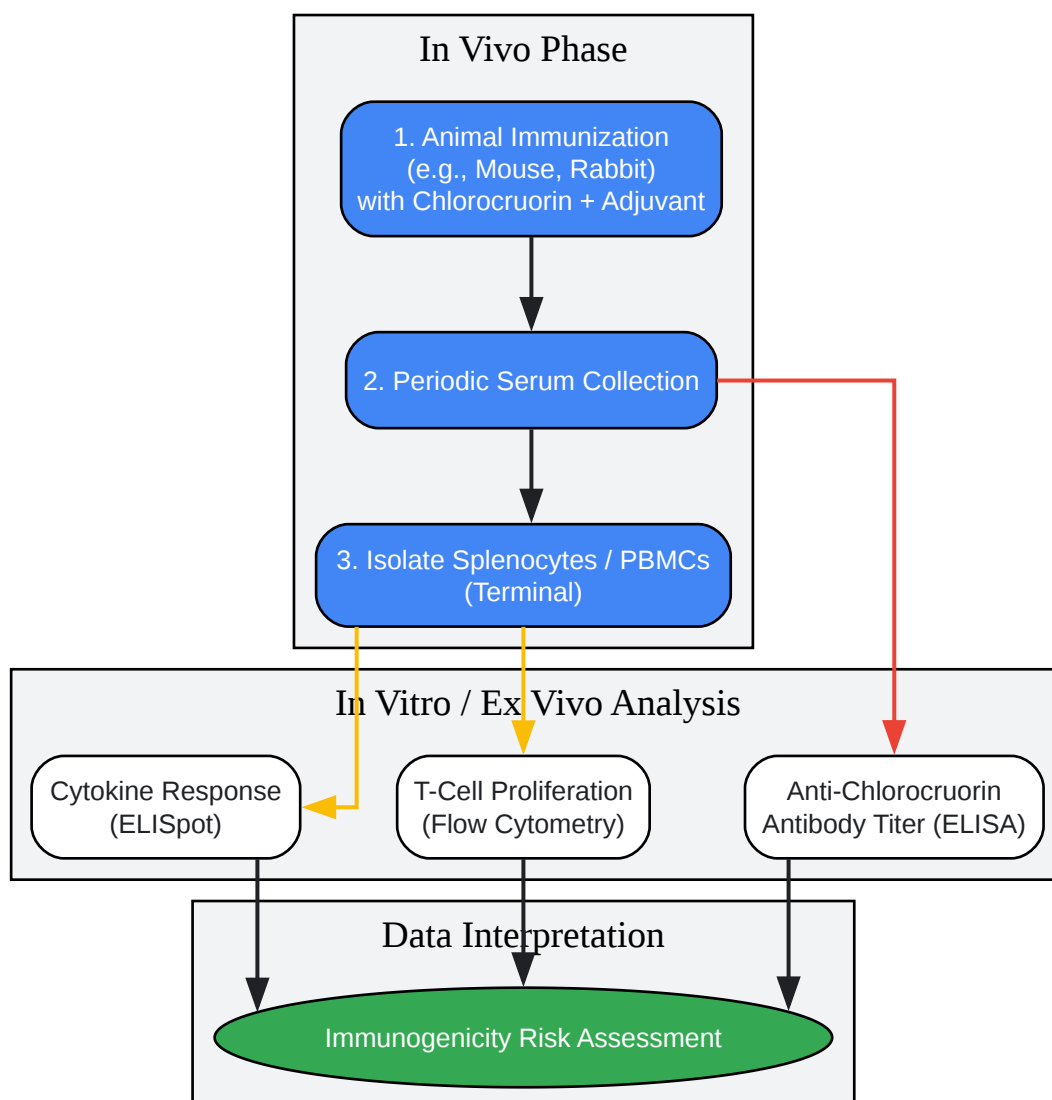 In Vivo Phase
1. Animal Immunization
(e.g., Mouse, Rabbit)
with Chlorocruorin + Adjuvant
2. Periodic Serum Collection
3. Isolate Splenocytes / PBMCs
(Terminal)
In Vitro / Ex Vivo Analysis
Cytokine Response
(ELISpot)
T-Cell Proliferation
(Flow Cytometry)
Anti-Chlorocruorin
Antibody Titer (ELISA)
Data Interpretation
Immunogenicity Risk Assessment